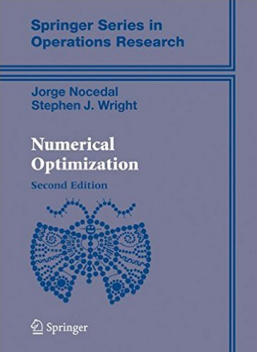 Springer Series in
Operations Research
Jorge Nocedal
Stephen J. Wright
Numerical
Optimization
Second Edition
Springer